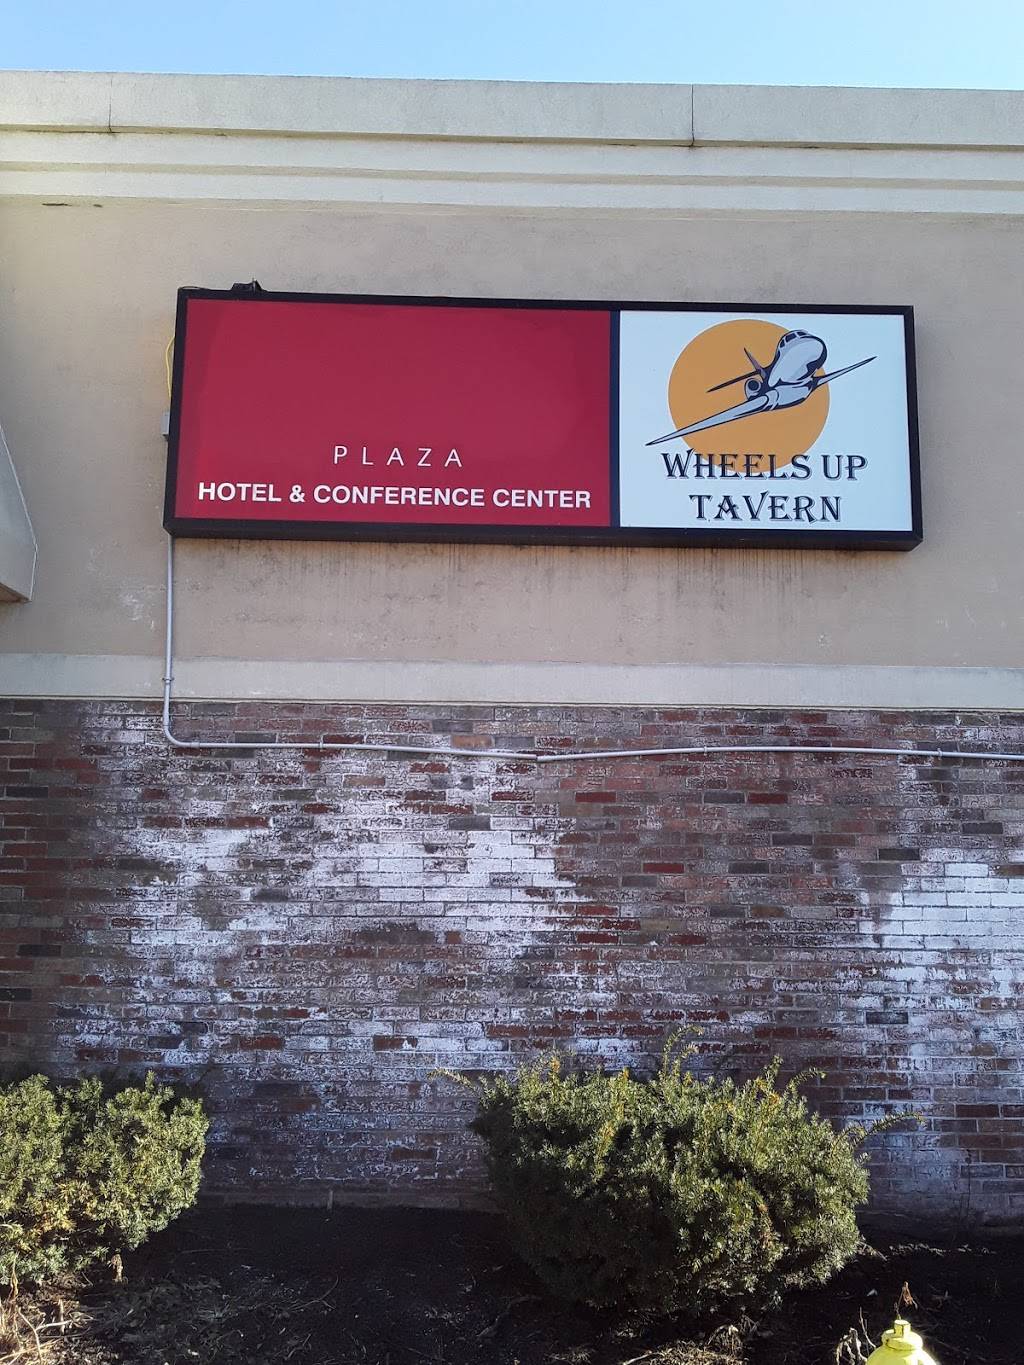 PLAZA
HOTEL & CONFERENCE CENTER
WHEELS UP
TAVERN